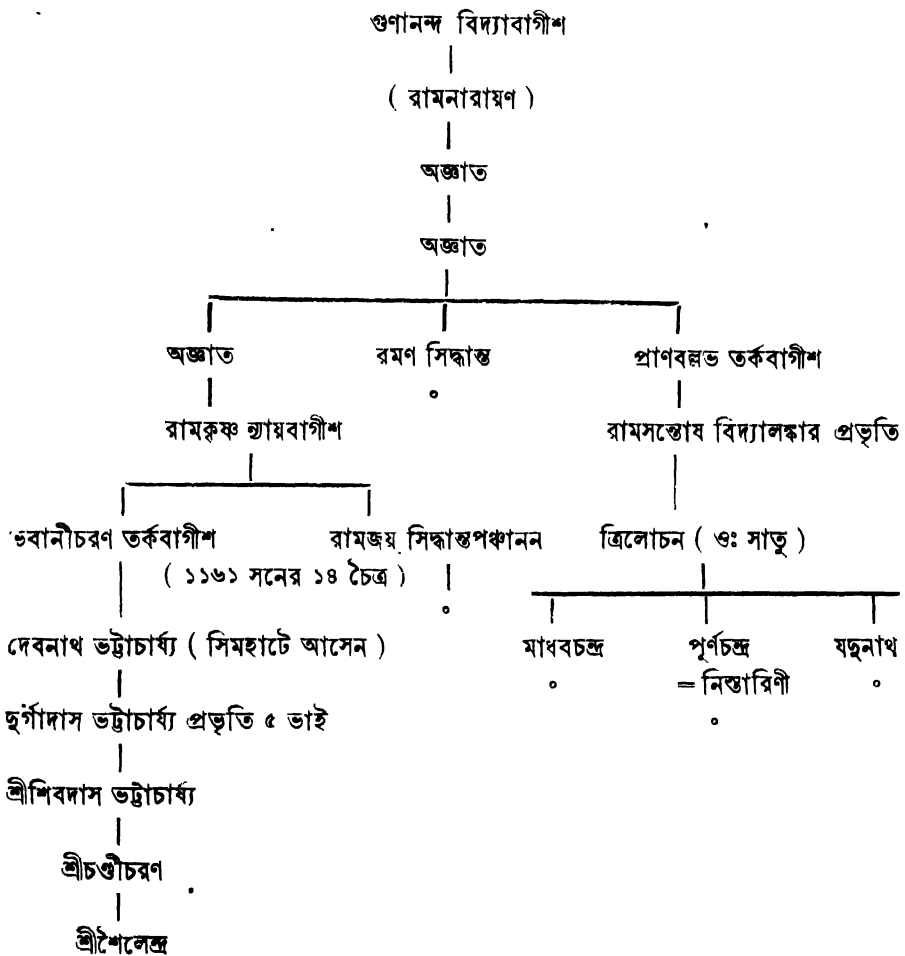 গুণানন্দ বিদ্যাবাগীশ
( রামনারায়ণ )
অজ্ঞাত
অজ্ঞাত
অজ্ঞাত রমণ সিদ্ধান্ত প্রাণবল্লভ তর্কবাগীশ
রামকৃষ্ণ ন্যায়বাগীশ রামসন্তোষ বিদ্যালঙ্কার প্রভৃতি
ভবানীচরণ তর্কবাগীশ রামজয় সিদ্ধান্তপঞ্চানন ত্রিলোচন ( ওঃ সাতু )
( ১১৬১ সনের ১৪ চৈত্র )
দেবনাথ ভট্টাচার্য্য ( সিমহাটে আসেন ) মাধবচন্দ্র পূর্ণচন্দ্র যদুনাথ
= নিস্তারিণী
দুর্গাদাস ভট্টাচার্য্য প্রভৃতি ৫ ভাই
শ্রীশিবদাস ভট্টাচার্য্য
শ্রীচণ্ডীচরণ
শ্রীশৈলেন্দ্র